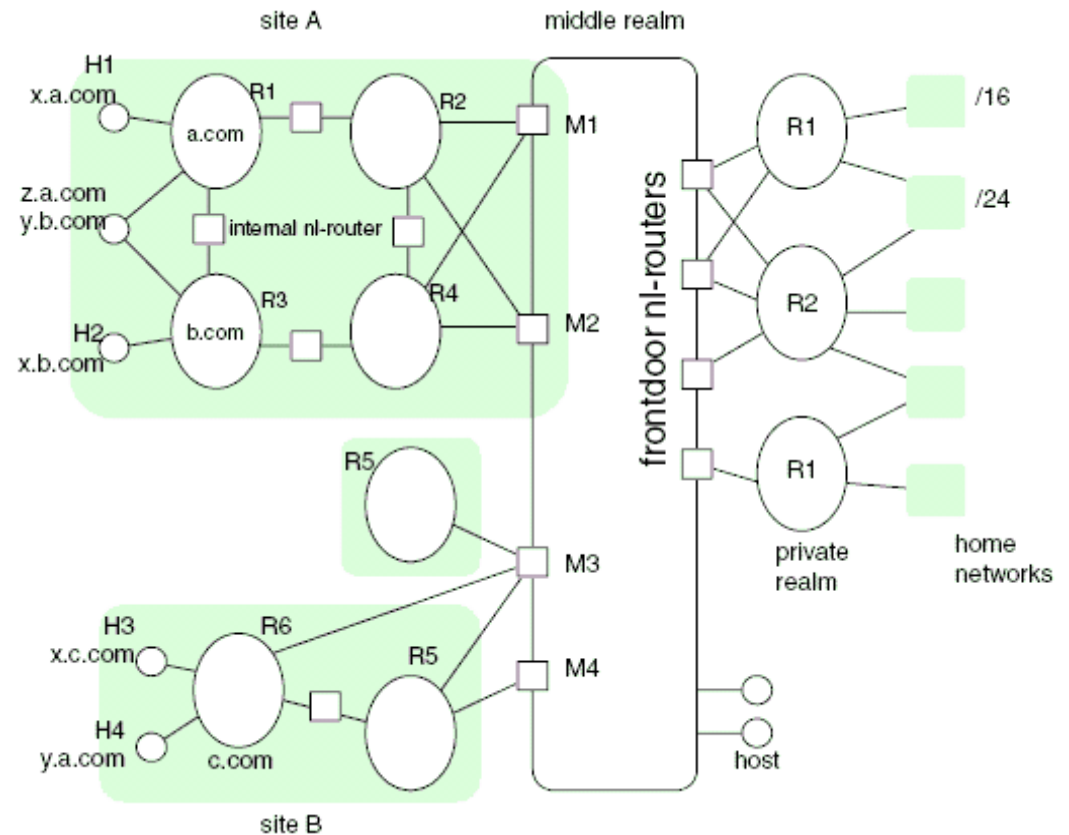 site A
middle realm
H1
x.a.com
R1
a.com
R2
M1
z.a.com
y.b.com
internal nl-router
R3
b.com
R4
M2
H2
x.b.com
R5
M3
H3
x.c.com
R6
R5
M4
H4
y.a.com
c.com
site B
frontdoor nl-routers
R1
/16
/24
R2
R1
private
realm
home
networks
host